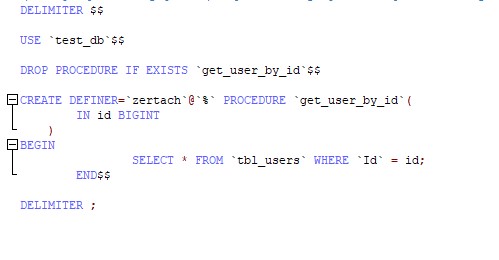 DELIMITER $$
USE `test_db`$$
DROP PROCEDURE IF EXISTS `get_user_by_id`$$
CREATE DEFINER=`zertach`@`%` PROCEDURE `get_user_by_id`(
IN id BIGINT
)
BEGIN
SELECT * FROM `tbl_users` WHERE `Id` = id;
END$$
DELIMITER ;